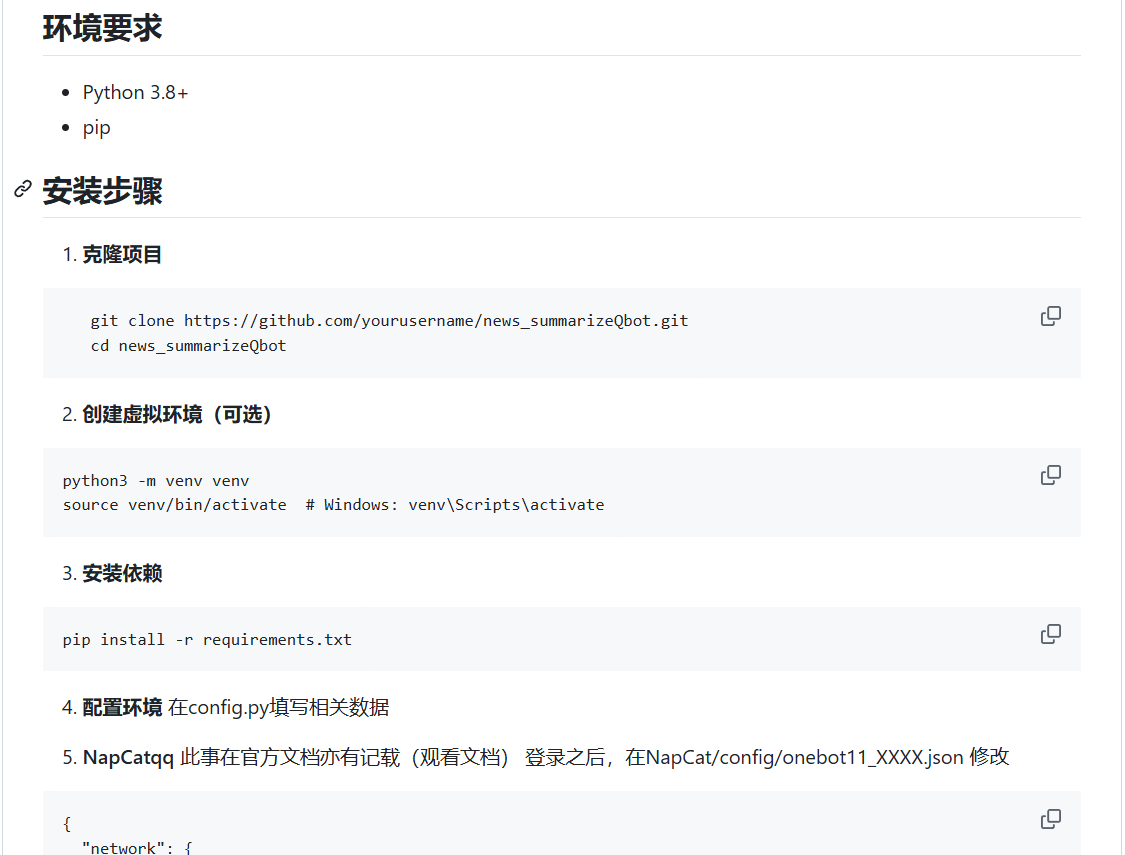 环境要求
Python 3.8+
pip
安装步骤
1. 克隆项目
git clone https://github.com/yourusername/news_summarizeQbot.git
cd news_summarizeQbot
2. 创建虚拟环境（可选）
python3 -m venv venv
source venv/bin/activate  # Windows: venv\Scripts\activate
3. 安装依赖
pip install -r requirements.txt
4. 配置环境 在config.py填写相关数据
5. NapCatqq 此事在官方文档亦有记载（观看文档） 登录之后，在NapCat/config/onebot11_XXXX.json 修改
{
"network": {